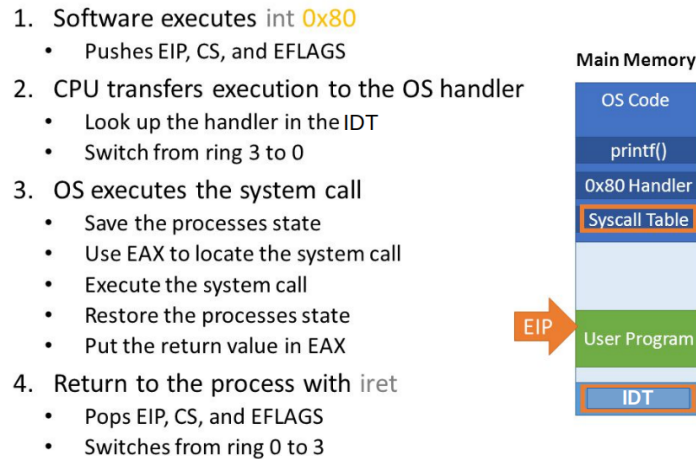 1. Software executes int 0x80
• Pushes EIP, CS, and EFLAGS
2. CPU transfers execution to the OS handler
• Look up the handler in the IDT
• Switch from ring 3 to 0
3. OS executes the system call
• Save the processes state
• Use EAX to locate the system call
• Execute the system call
• Restore the processes state
• Put the return value in EAX
4. Return to the process with iret
• Pops EIP, CS, and EFLAGS
• Switches from ring 0 to 3
Main Memory
OS Code
printf()
0x80 Handler
Syscall Table
EIP
User Program
IDT